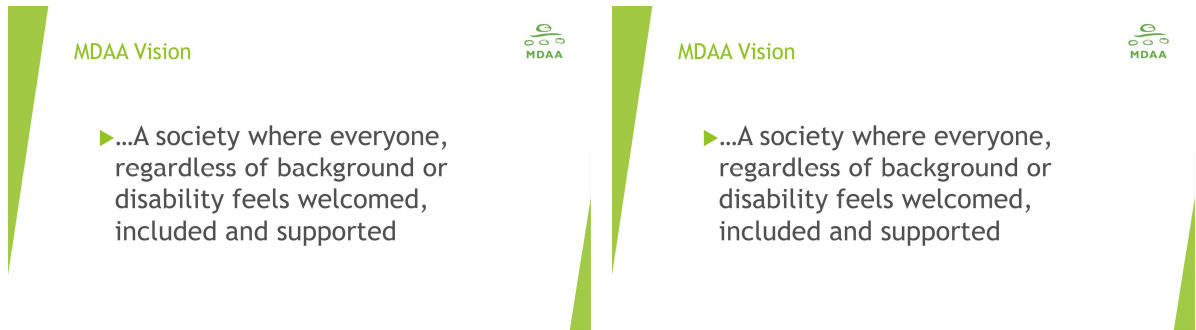 MDAA Vision
MDAA
…A society where everyone,
regardless of background or
disability feels welcomed,
included and supported
MDAA Vision
MDAA
…A society where everyone,
regardless of background or
disability feels welcomed,
included and supported